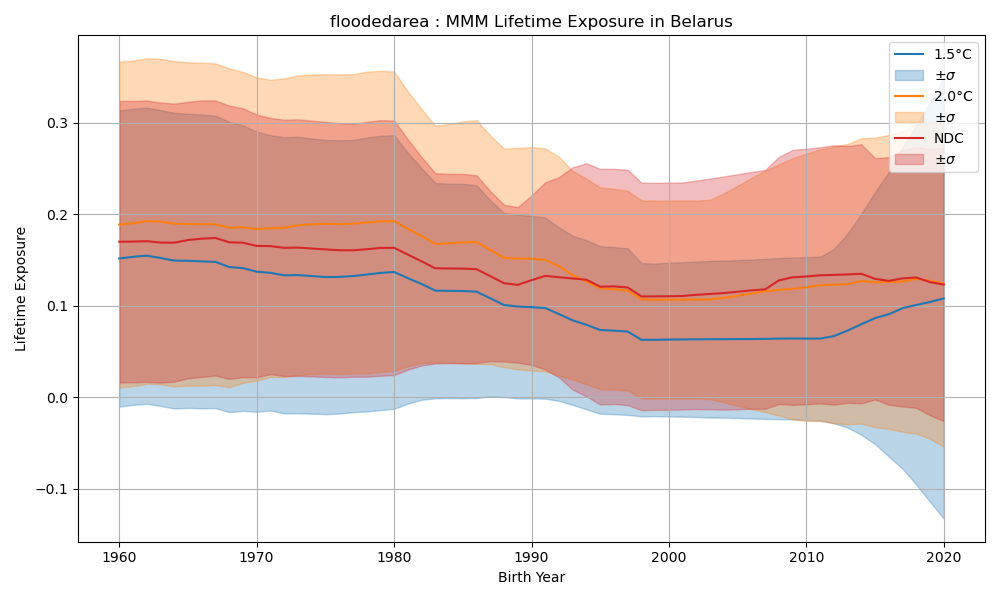 floodedarea : MMM Lifetime Exposure in Belarus
1.5°C
±σ
2.0°C
±σ
NDC
±σ
Lifetime Exposure
0.3
0.2
0.1
0.0
−0.1
1960 1970 1980 1990 2000 2010 2020
Birth Year